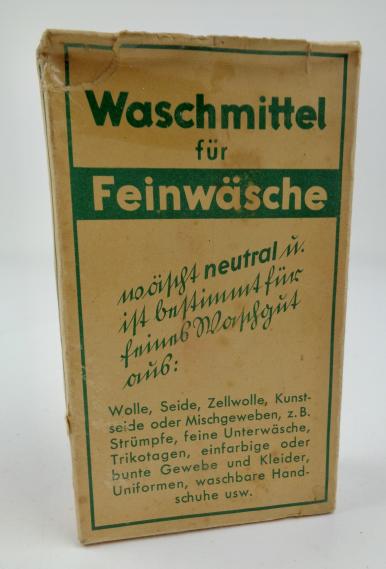 Waschmittel
für
Feinwäsche
wäscht neutral u.
ist bestimmt für
feines Waschgut
aus:
Wolle, Seide, Zellwolle, Kunst-
seide oder Mischgeweben, z. B.
Strümpfe, feine Unterwäsche,
Trikotagen, einfarbige oder
bunte Gewebe und Kleider,
Uniformen, waschbare Hand-
schuhe usw.